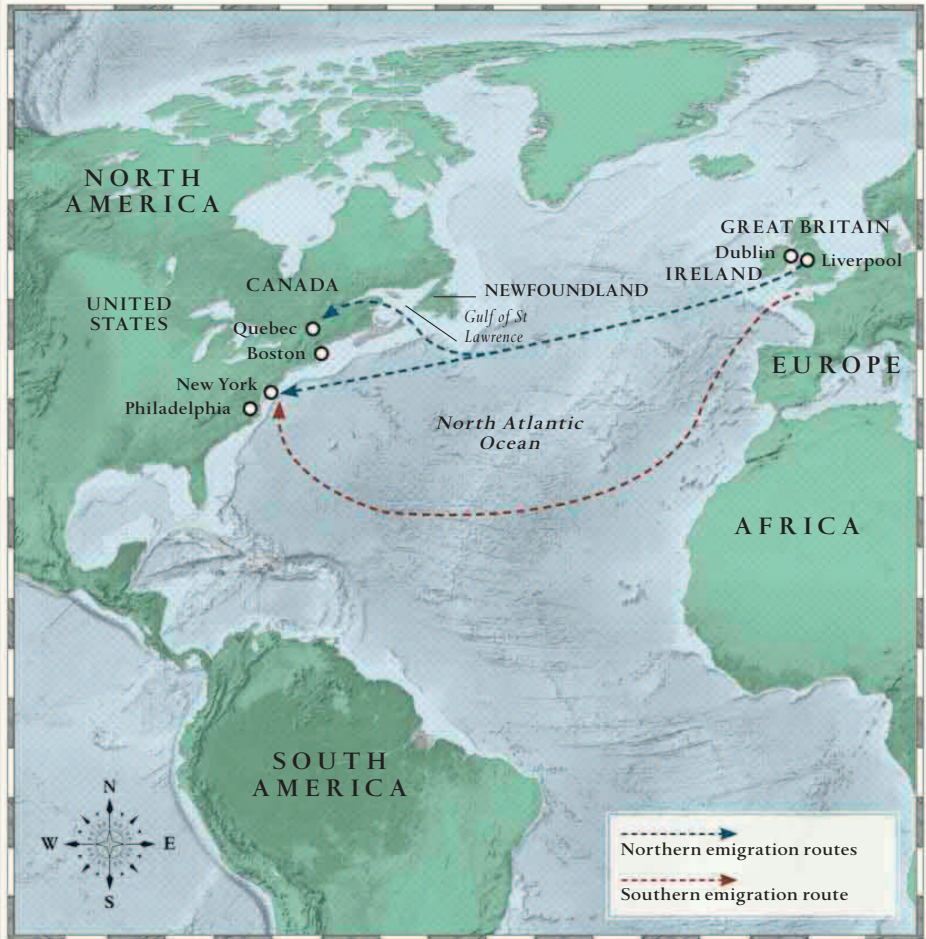 NORTH
AMERICA
GREAT BRITAIN
Dublin
Liverpool
IRELAND
CANADA
NEWFOUNDLAND
UNITED
STATES
Gulf of St
Lawrence
Quebec
Boston
EUROPE
New York
Philadelphia
North Atlantic
Ocean
AFRICA
SOUTH
AMERICA
N
W
E
S
Northern emigration routes
Southern emigration route